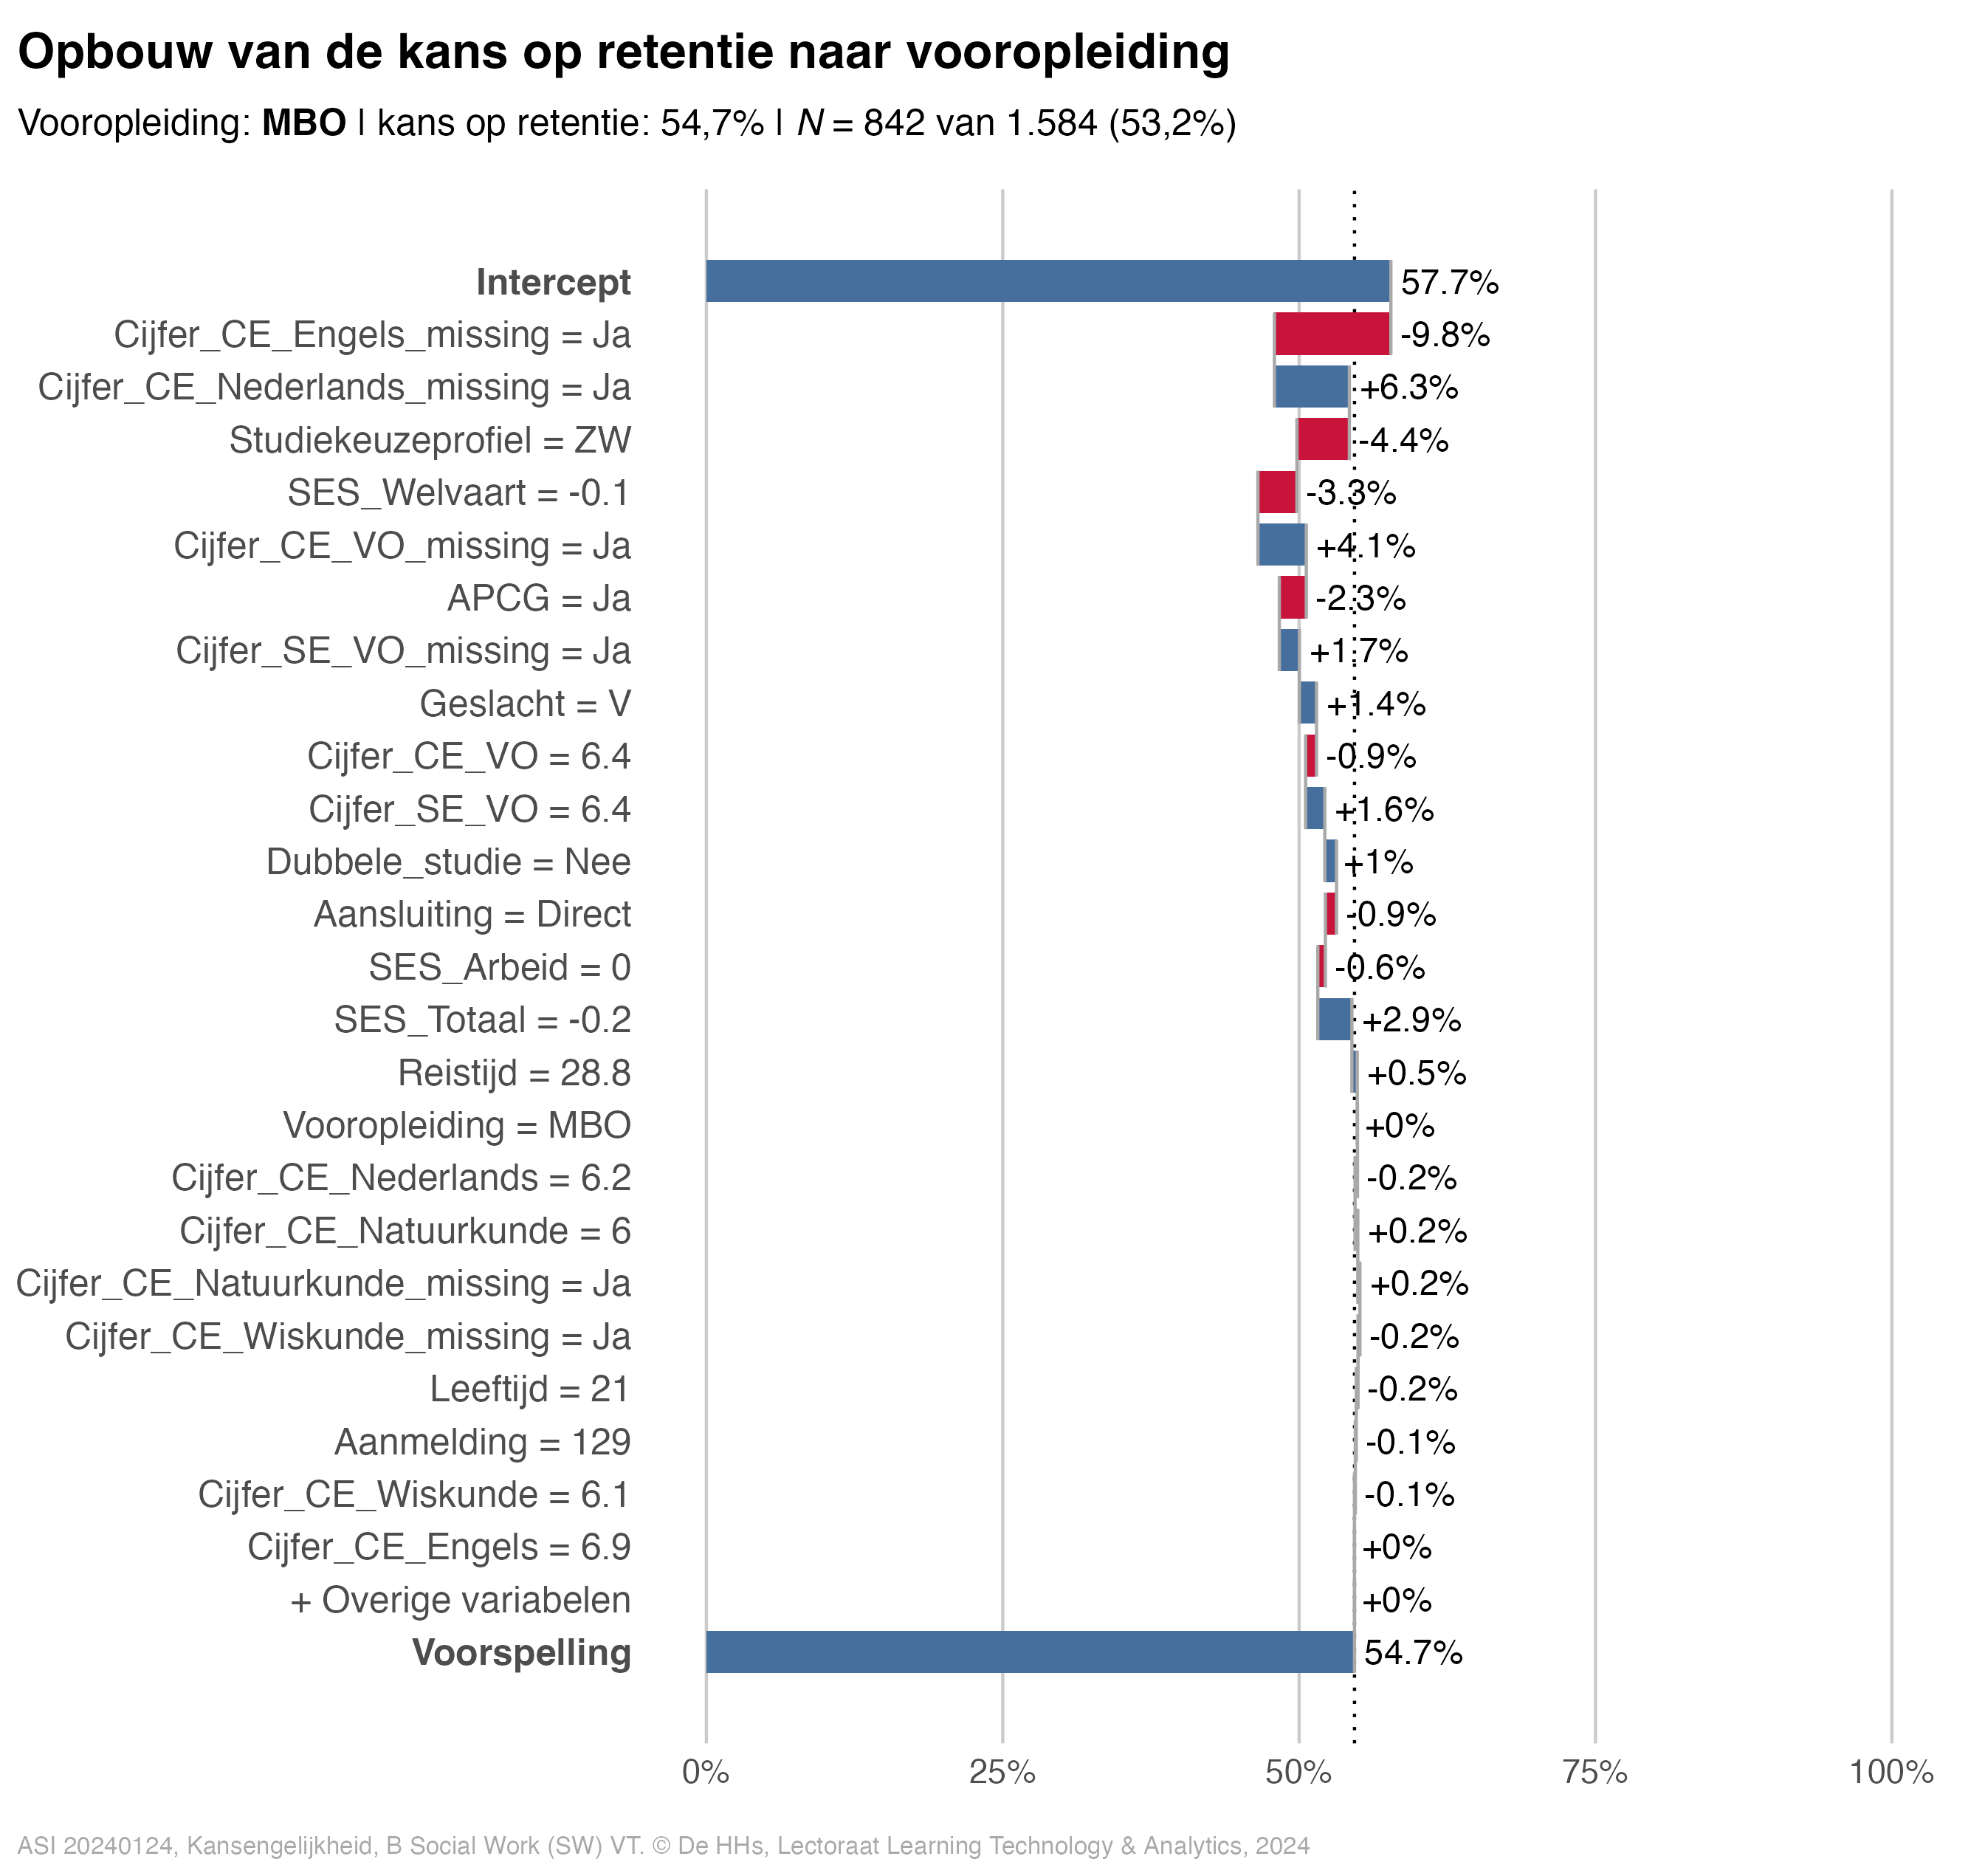 Opbouw van de kans op retentie naar vooropleiding
Vooropleiding: MBO | kans op retentie: 54,7% | N = 842 van 1.584 (53,2%)
Intercept 57.7%
Cijfer_CE_Engels_missing = Ja -9.8%
Cijfer_CE_Nederlands_missing = Ja +6.3%
Studiekeuzeprofiel = ZW -4.4%
SES_Welvaart = -0.1 -3.3%
Cijfer_CE_VO_missing = Ja +4.1%
APCG = Ja -2.3%
Cijfer_SE_VO_missing = Ja +1.7%
Geslacht = V +1.4%
Cijfer_CE_VO = 6.4 -0.9%
Cijfer_SE_VO = 6.4 +1.6%
Dubbele_studie = Nee +1%
Aansluiting = Direct -0.9%
SES_Arbeid = 0 -0.6%
SES_Totaal = -0.2 +2.9%
Reistijd = 28.8 +0.5%
Vooropleiding = MBO +0%
Cijfer_CE_Nederlands = 6.2 -0.2%
Cijfer_CE_Natuurkunde = 6 +0.2%
Cijfer_CE_Natuurkunde_missing = Ja +0.2%
Cijfer_CE_Wiskunde_missing = Ja -0.2%
Leeftijd = 21 -0.2%
Aanmelding = 129 -0.1%
Cijfer_CE_Wiskunde = 6.1 -0.1%
Cijfer_CE_Engels = 6.9 +0%
+ Overige variabelen +0%
Voorspelling 54.7%
0% 25% 50% 75% 100%
ASI 20240124, Kansengelijkheid, B Social Work (SW) VT. © De HHs, Lectoraat Learning Technology & Analytics, 2024